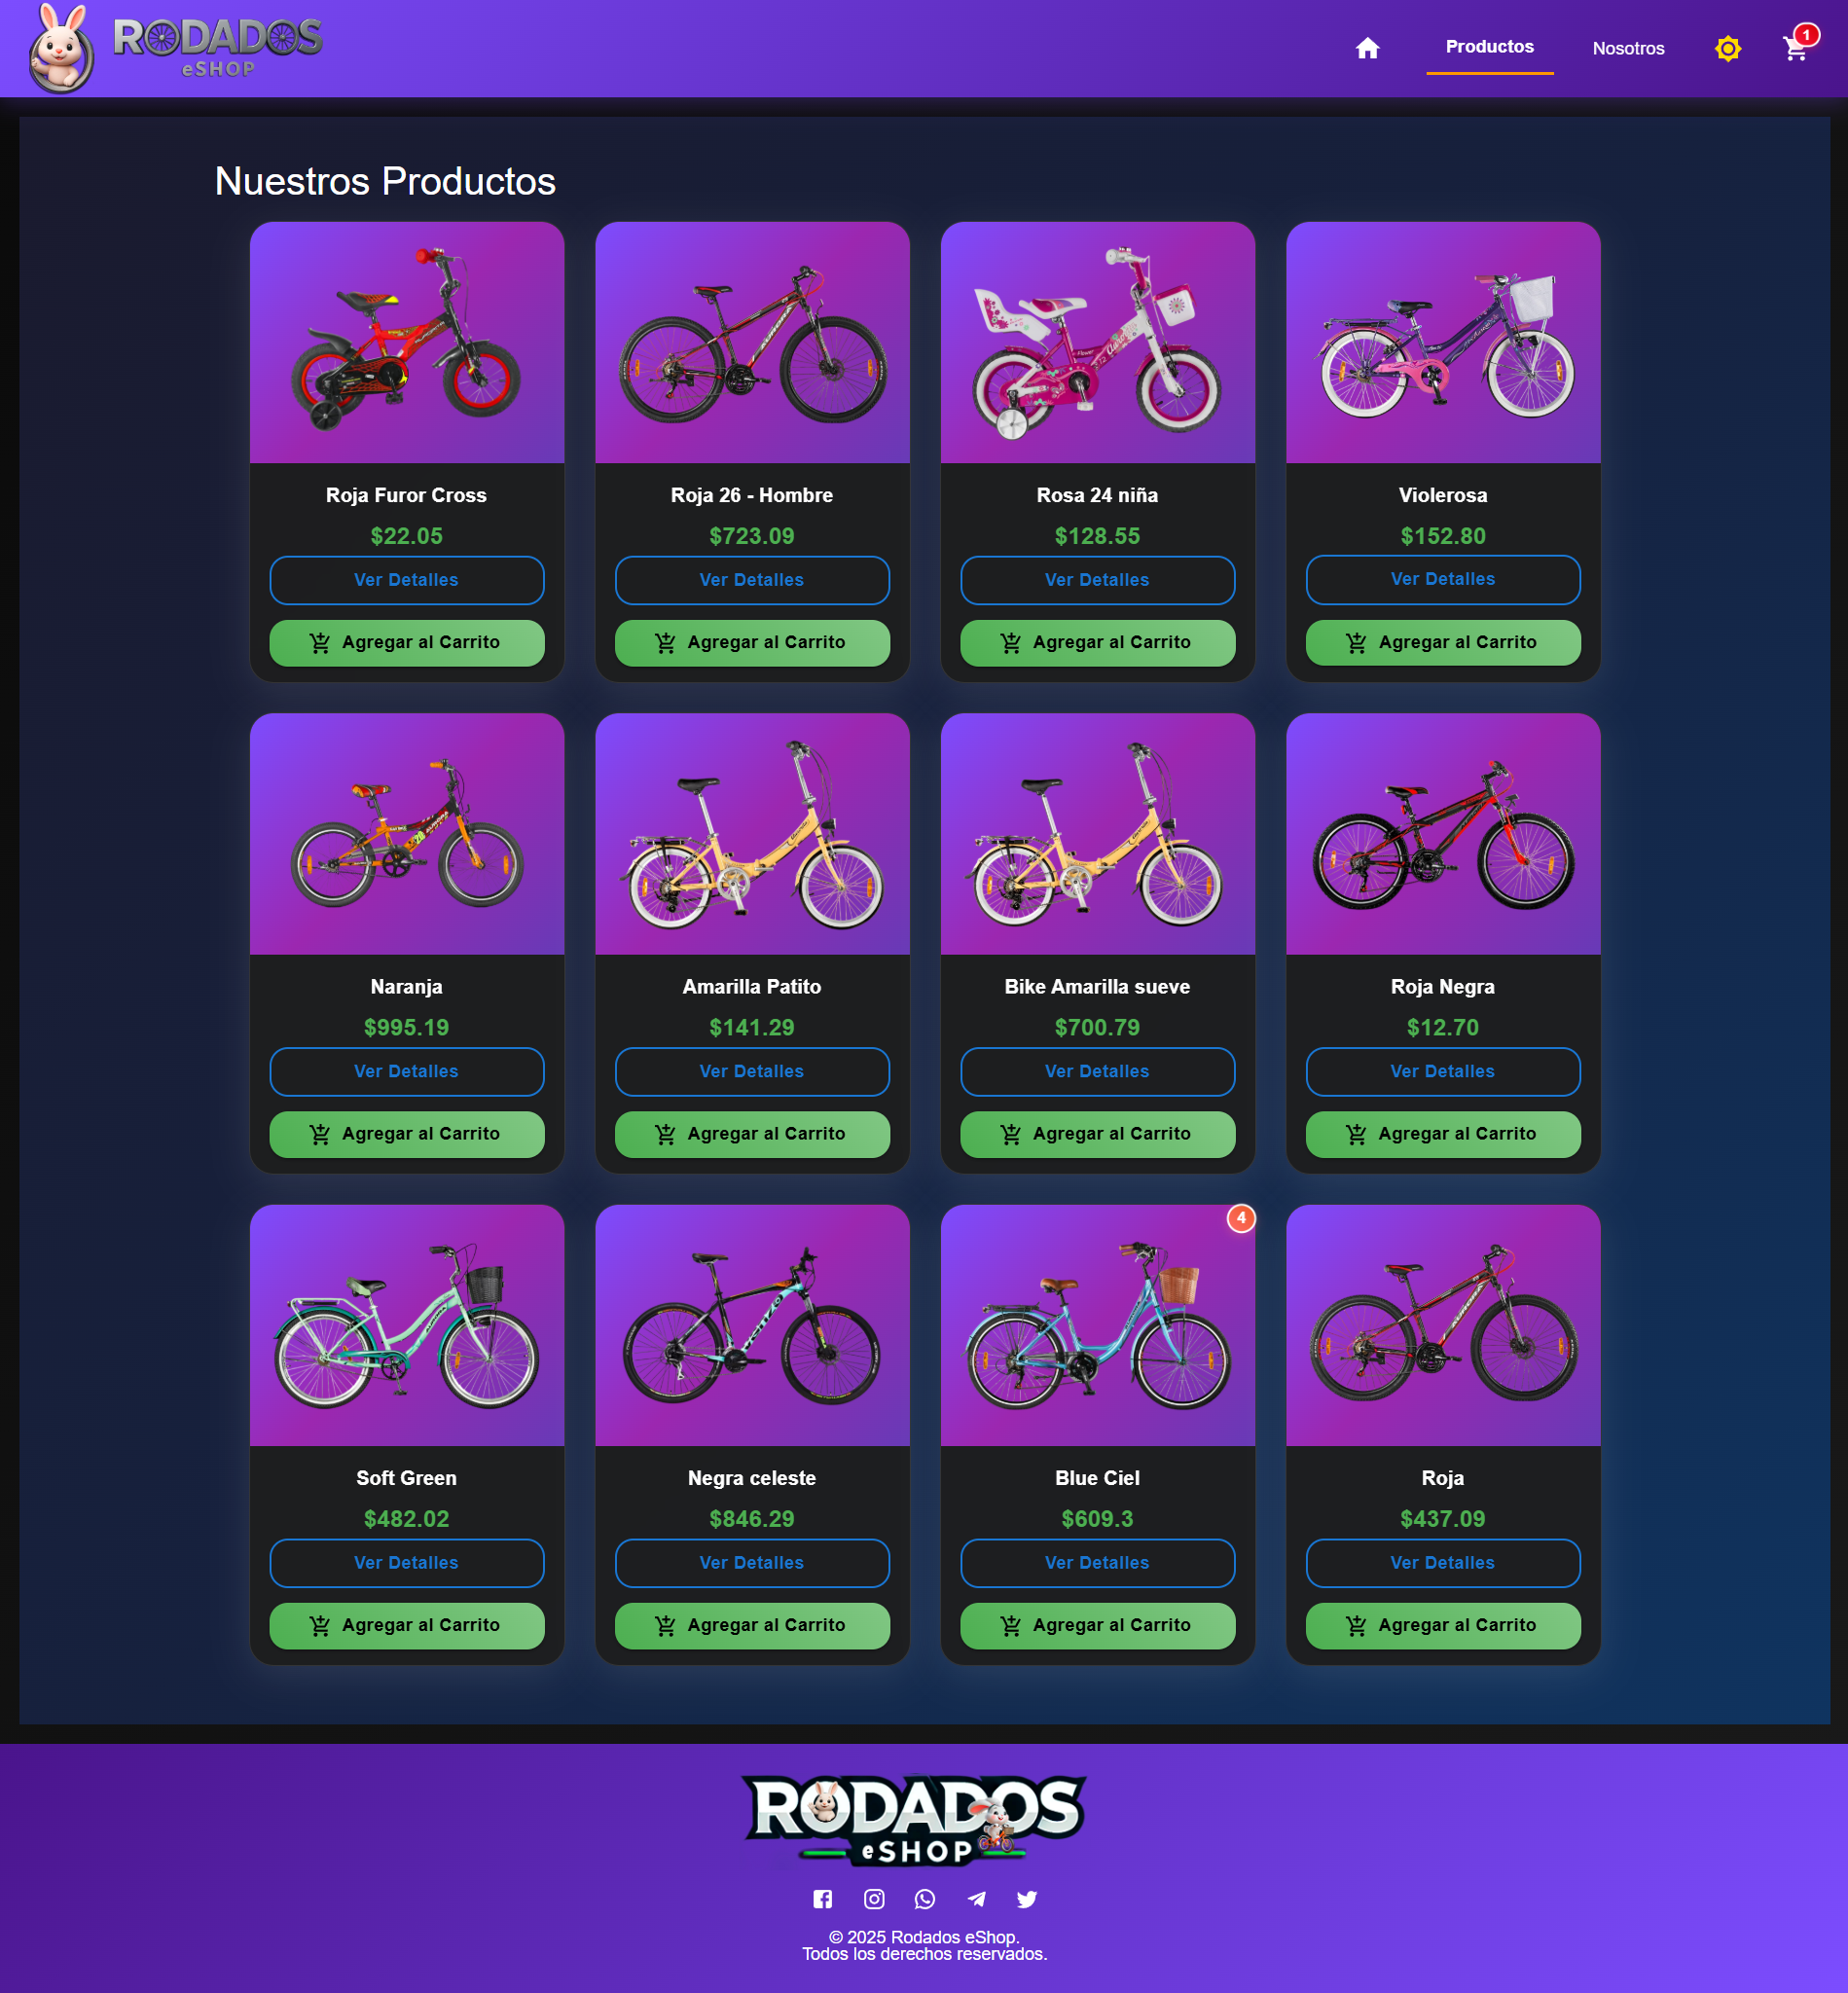 RODADOS
eSHOP
Productos
Nosotros
1
Nuestros Productos
Roja Furor Cross
$22.05
Ver Detalles
Agregar al Carrito
Roja 26 - Hombre
$723.09
Ver Detalles
Agregar al Carrito
Rosa 24 niña
$128.55
Ver Detalles
Agregar al Carrito
Violerosa
$152.80
Ver Detalles
Agregar al Carrito
Naranja
$995.19
Ver Detalles
Agregar al Carrito
Amarilla Patito
$141.29
Ver Detalles
Agregar al Carrito
Bike Amarilla sueve
$700.79
Ver Detalles
Agregar al Carrito
Roja Negra
$12.70
Ver Detalles
Agregar al Carrito
Soft Green
$482.02
Ver Detalles
Agregar al Carrito
Negra celeste
$846.29
Ver Detalles
Agregar al Carrito
4
Blue Ciel
$609.3
Ver Detalles
Agregar al Carrito
Roja
$437.09
Ver Detalles
Agregar al Carrito
RODADOS
eSHOP
© 2025 Rodados eShop.
Todos los derechos reservados.